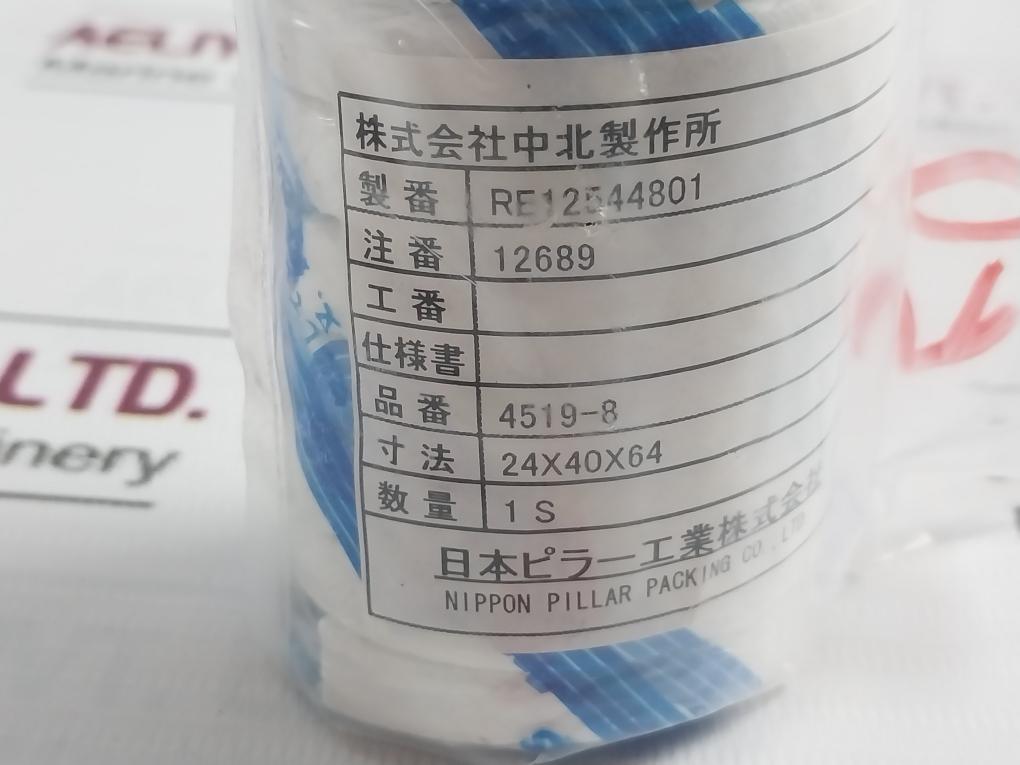 株式会社中北製作所
製番 RE12544801
注番 12689
工番
仕様書
品番 4519-8
寸法 24X40X64
数量 1 S
日本ピラー工業株式会社
NIPPON PILLAR PACKING CO., LTD.
LTD.
inery